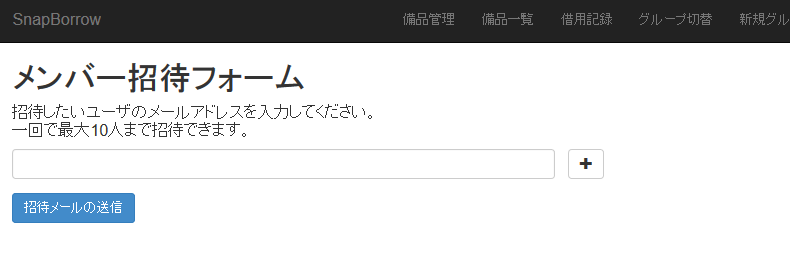 SnapBorrow 備品管理 備品一覧 借用記録 グループ切替 新規グル
メンバー招待フォーム
招待したいユーザのメールアドレスを入力してください。
一回で最大10人まで招待できます。
招待メールの送信